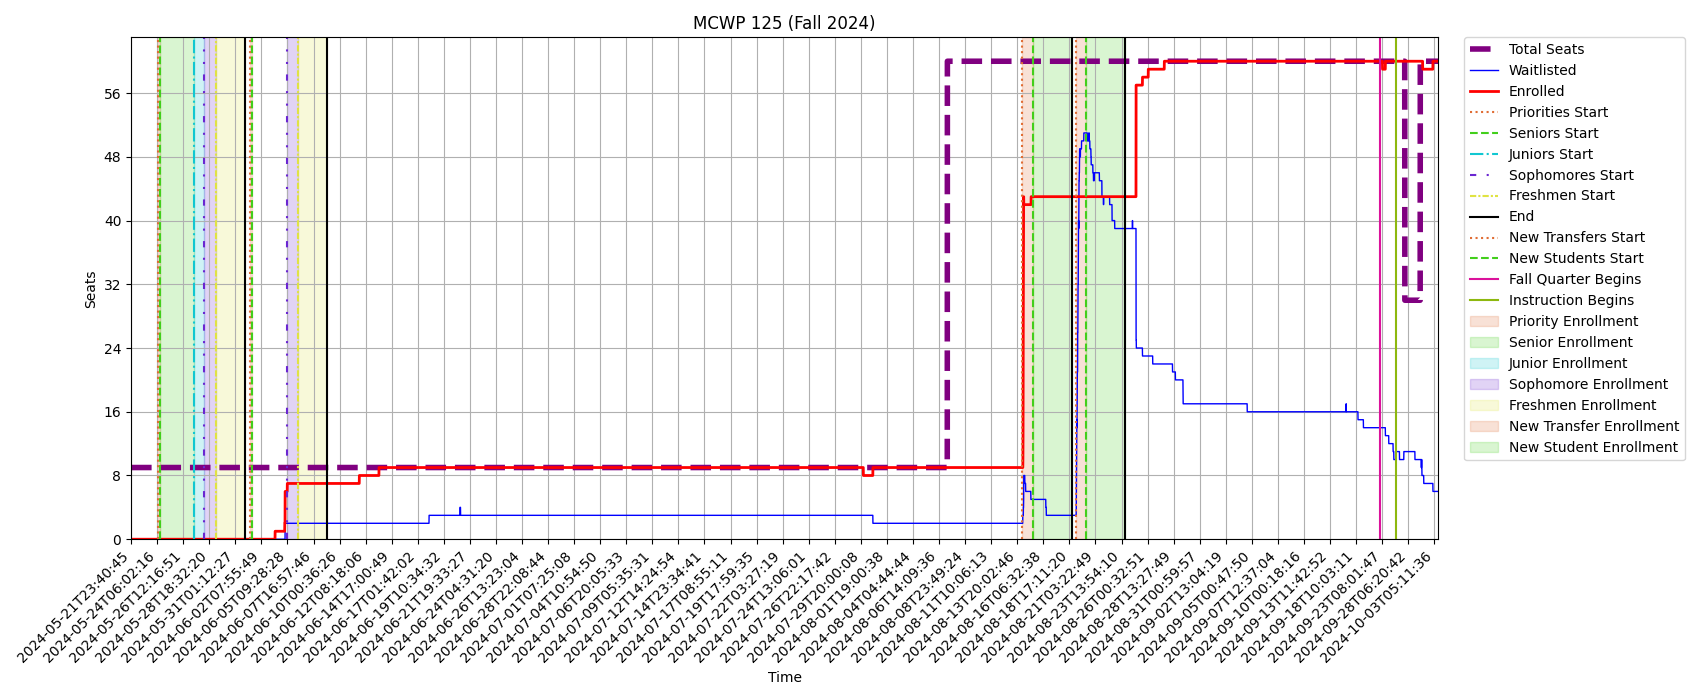 MCWP 125 (Fall 2024)
Seats
56
48
40
32
24
16
8
0
2024-05-21T23:40:45
2024-05-24T06:02:16
2024-05-26T12:16:51
2024-05-28T18:32:20
2024-05-31T01:12:27
2024-06-02T07:55:49
2024-06-05T09:28:28
2024-06-07T16:57:46
2024-06-10T00:36:26
2024-06-12T08:18:06
2024-06-14T17:00:49
2024-06-17T01:42:02
2024-06-19T10:34:32
2024-06-21T19:33:27
2024-06-24T04:31:20
2024-06-26T13:23:04
2024-06-28T22:08:44
2024-07-01T07:25:08
2024-07-04T10:54:50
2024-07-06T20:05:33
2024-07-09T05:35:31
2024-07-12T14:24:54
2024-07-14T23:34:41
2024-07-17T08:55:11
2024-07-19T17:59:35
2024-07-22T03:27:19
2024-07-24T13:06:01
2024-07-26T22:17:42
2024-07-29T20:00:08
2024-08-01T19:00:38
2024-08-04T04:44:44
2024-08-06T14:09:36
2024-08-08T23:49:24
2024-08-11T10:06:13
2024-08-13T20:02:46
2024-08-16T06:32:38
2024-08-18T17:11:20
2024-08-21T03:22:49
2024-08-23T13:54:10
2024-08-26T00:32:51
2024-08-28T13:27:49
2024-08-31T00:59:57
2024-09-02T13:04:19
2024-09-05T00:47:50
2024-09-07T12:37:04
2024-09-10T00:18:16
2024-09-13T11:42:52
2024-09-18T10:03:11
2024-09-23T08:01:47
2024-09-28T06:20:42
2024-10-03T05:11:36
Time
Total Seats
Waitlisted
Enrolled
Priorities Start
Seniors Start
Juniors Start
Sophomores Start
Freshmen Start
End
New Transfers Start
New Students Start
Fall Quarter Begins
Instruction Begins
Priority Enrollment
Senior Enrollment
Junior Enrollment
Sophomore Enrollment
Freshmen Enrollment
New Transfer Enrollment
New Student Enrollment